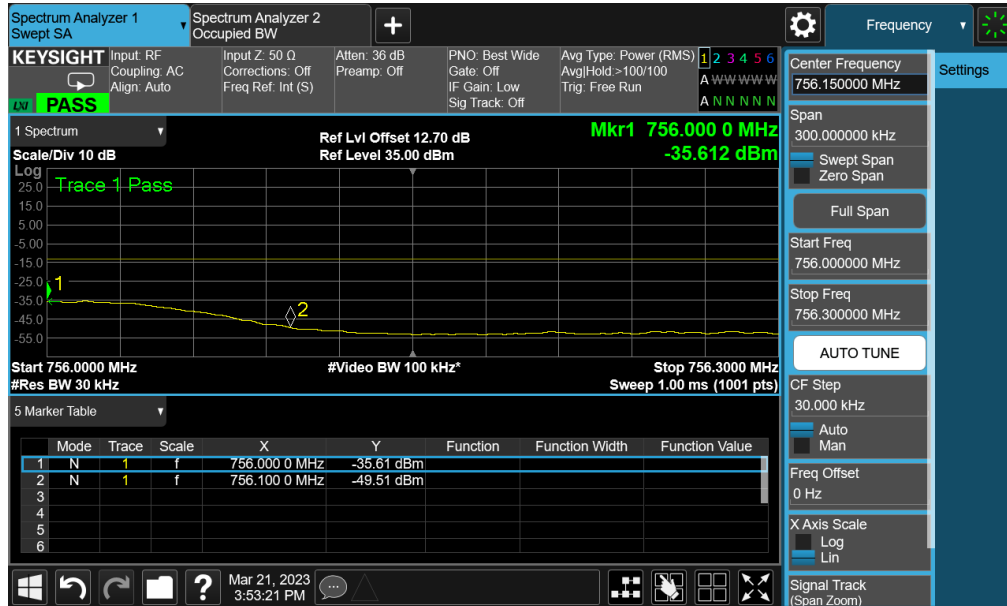 Spectrum Analyzer 1
Swept SA
Spectrum Analyzer 2
Occupied BW
+
Frequency
KEYSIGHT
LXI
PASS
Input: RF
Coupling: AC
Align: Auto
Input Z: 50 Ω
Corrections: Off
Freq Ref: Int (S)
Atten: 36 dB
Preamp: Off
PNO: Best Wide
Gate: Off
IF Gain: Low
Sig Track: Off
Avg Type: Power (RMS)
Avg|Hold:>100/100
Trig: Free Run
1 2 3 4 5 6
A W W W W W
A N N N N N
1 Spectrum
Scale/Div 10 dB
Ref Lvl Offset 12.70 dB
Ref Level 35.00 dBm
Mkr1 756.000 0 MHz
-35.612 dBm
Log
Trace 1 Pass
25.0
15.0
5.00
-5.00
-15.0
-25.0
-35.0
-45.0
-55.0
1
2
Start 756.0000 MHz
#Video BW 100 kHz*
Stop 756.3000 MHz
#Res BW 30 kHz
Sweep 1.00 ms (1001 pts)
5 Marker Table
Mode Trace Scale X Y Function Function Width Function Value
1 N 1 f 756.000 0 MHz -35.61 dBm
2 N 1 f 756.100 0 MHz -49.51 dBm
3
4
5
6
?
Mar 21, 2023
3:53:21 PM
Center Frequency
756.150000 MHz
Settings
Span
300.000000 kHz
Swept Span
Zero Span
Full Span
Start Freq
756.000000 MHz
Stop Freq
756.300000 MHz
AUTO TUNE
CF Step
30.000 kHz
Auto
Man
Freq Offset
0 Hz
X Axis Scale
Log
Lin
Signal Track
(Span Zoom)